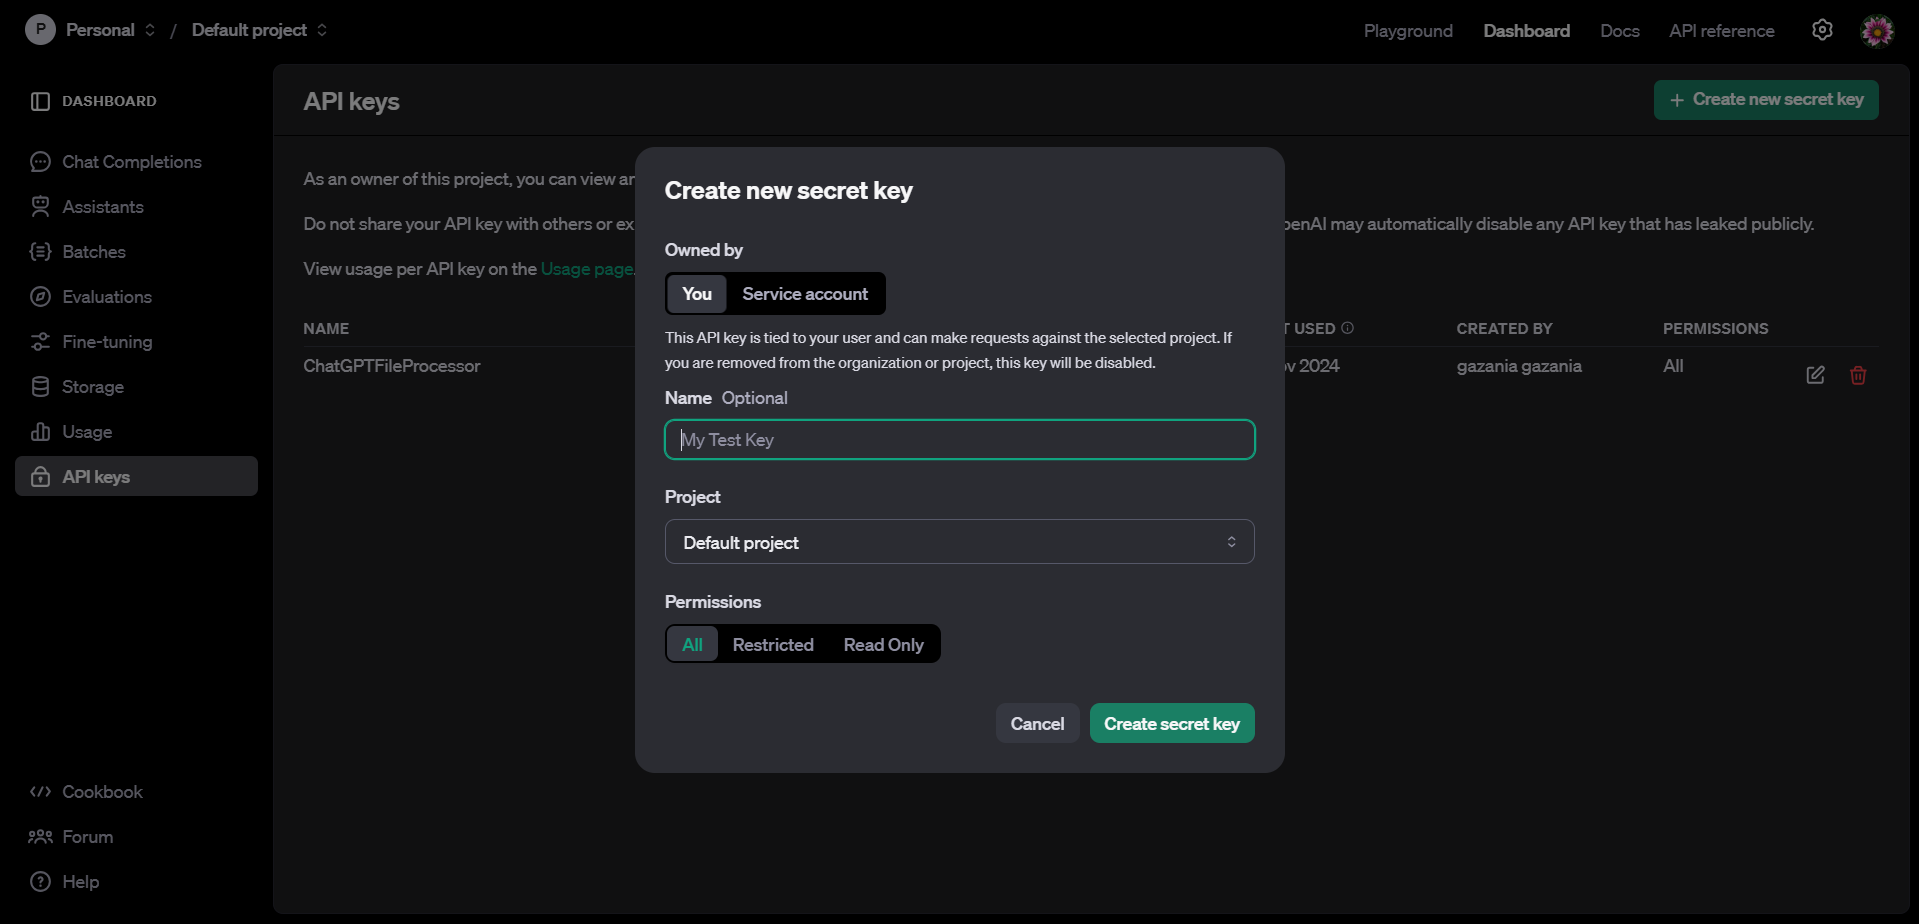 P Personal / Default project
Playground Dashboard Docs API reference
DASHBOARD
Chat Completions
Assistants
Batches
Evaluations
Fine-tuning
Storage
Usage
API keys
Cookbook
Forum
Help
API keys
+ Create new secret key
As an owner of this project, you can view
Do not share your API key with others or
may automatically disable any API key that has leaked publicly.
View usage per API key on the Usage page.
NAME USED CREATED BY PERMISSIONS
ChatGPTFileProcessor 2024 gazania gazania All
Create new secret key
Owned by
You Service account
This API key is tied to your user and can make requests against the selected project. If
you are removed from the organization or project, this key will be disabled.
Name Optional
My Test Key
Project
Default project
Permissions
All Restricted Read Only
Cancel Create secret key